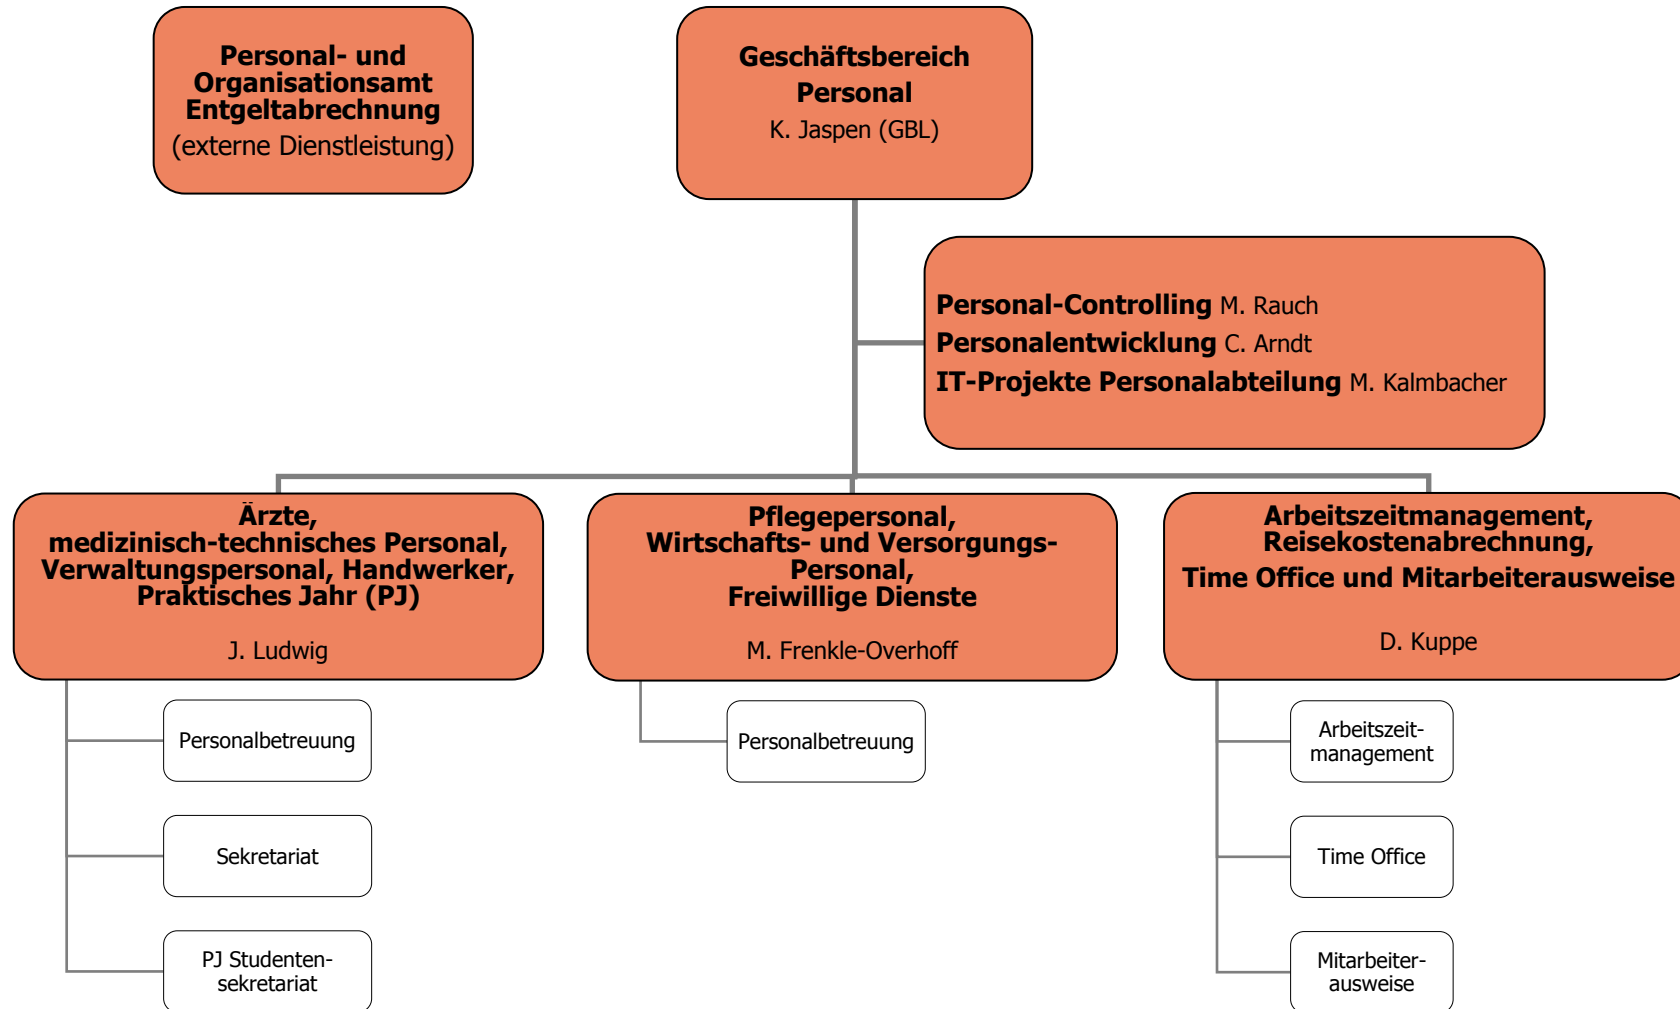 Personal- und
Organisationsamt
Entgeltabrechnung
(externe Dienstleistung)
Geschäftsbereich
Personal
K. Jaspen (GBL)
Personal-Controlling M. Rauch
Personalentwicklung C. Arndt
IT-Projekte Personalabteilung M. Kalmbacher
Ärzte,
medizinisch-technisches Personal,
Verwaltungspersonal, Handwerker,
Praktisches Jahr (PJ)
J. Ludwig
Pflegepersonal,
Wirtschafts- und Versorgungs-
Personal,
Freiwillige Dienste
M. Frenkle-Overhoff
Arbeitszeitmanagement,
Reisekostenabrechnung,
Time Office und Mitarbeiterausweise
D. Kuppe
Personalbetreuung
Sekretariat
PJ Studenten-
sekretariat
Personalbetreuung
Arbeitszeit-
management
Time Office
Mitarbeiter-
ausweise